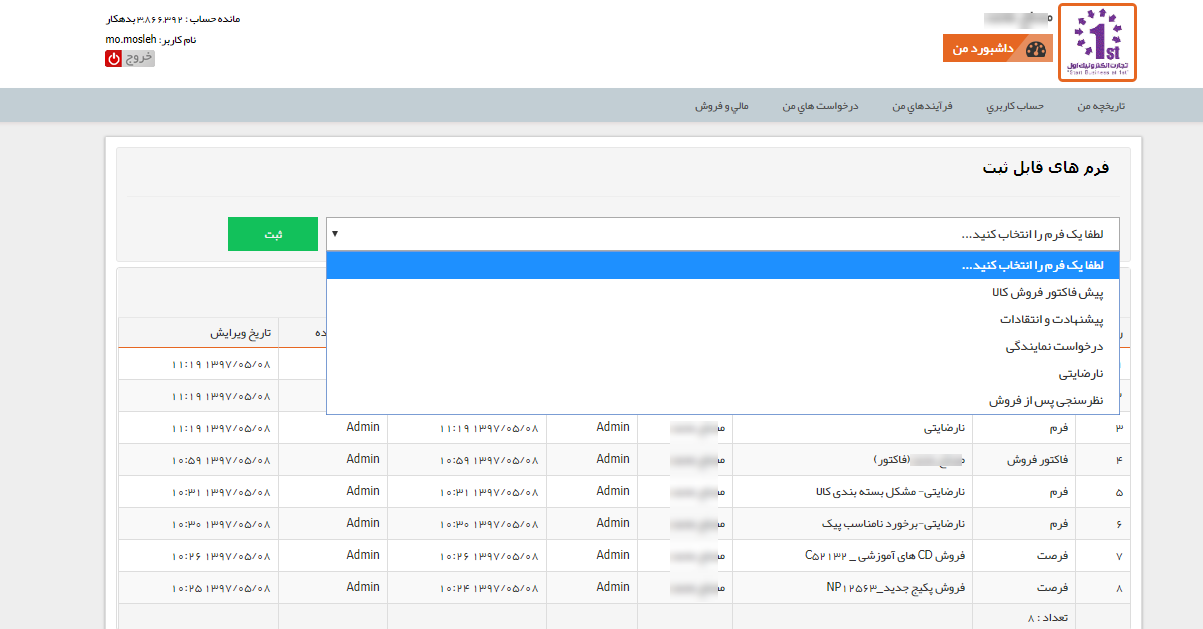 1st
تجارت الکترونیک اول
"Start Business at 1st"
داشبورد من
مانده حساب : ۳,۸۶۶,۳۹۲ بدهکار
نام کاربر: mo.mosleh
خروج
تاریخچه من
حساب کاربري
فرآیندهاي من
درخواست هاي من
مالي و فروش
فرم های قابل ثبت
لطفا یک فرم را انتخاب کنید...
ثبت
لطفا یک فرم را انتخاب کنید...
پیش فاکتور فروش کالا
پیشنهادت و انتقادات
درخواست نمایندگی
نارضایتی
نظرسنجی پس از فروش
تاریخ ویرایش
۱۳۹۷/۰۵/۰۸ ۱۱:۱۹
۱۳۹۷/۰۵/۰۸ ۱۱:۱۹
۳ فرم نارضایتی Admin ۱۳۹۷/۰۵/۰۸ ۱۱:۱۹ Admin ۱۳۹۷/۰۵/۰۸ ۱۱:۱۹
۴ فاکتور فروش (فاکتور) Admin ۱۳۹۷/۰۵/۰۸ ۱۰:۵۹ Admin ۱۳۹۷/۰۵/۰۸ ۱۰:۵۹
۵ فرم نارضایتی- مشکل بسته بندی کالا Admin ۱۳۹۷/۰۵/۰۸ ۱۰:۳۱ Admin ۱۳۹۷/۰۵/۰۸ ۱۰:۳۱
۶ فرم نارضایتی-برخورد نامناسب پیک Admin ۱۳۹۷/۰۵/۰۸ ۱۰:۳۰ Admin ۱۳۹۷/۰۵/۰۸ ۱۰:۳۰
۷ فرصت فروش CD های آموزشی _ C۵۲۱۳۲ Admin ۱۳۹۷/۰۵/۰۸ ۱۰:۲۶ Admin ۱۳۹۷/۰۵/۰۸ ۱۰:۲۶
۸ فرصت فروش پکیج جدید_NP۱۲۵۶۳ Admin ۱۳۹۷/۰۵/۰۸ ۱۰:۲۴ Admin ۱۳۹۷/۰۵/۰۸ ۱۰:۲۵
تعداد : ۸